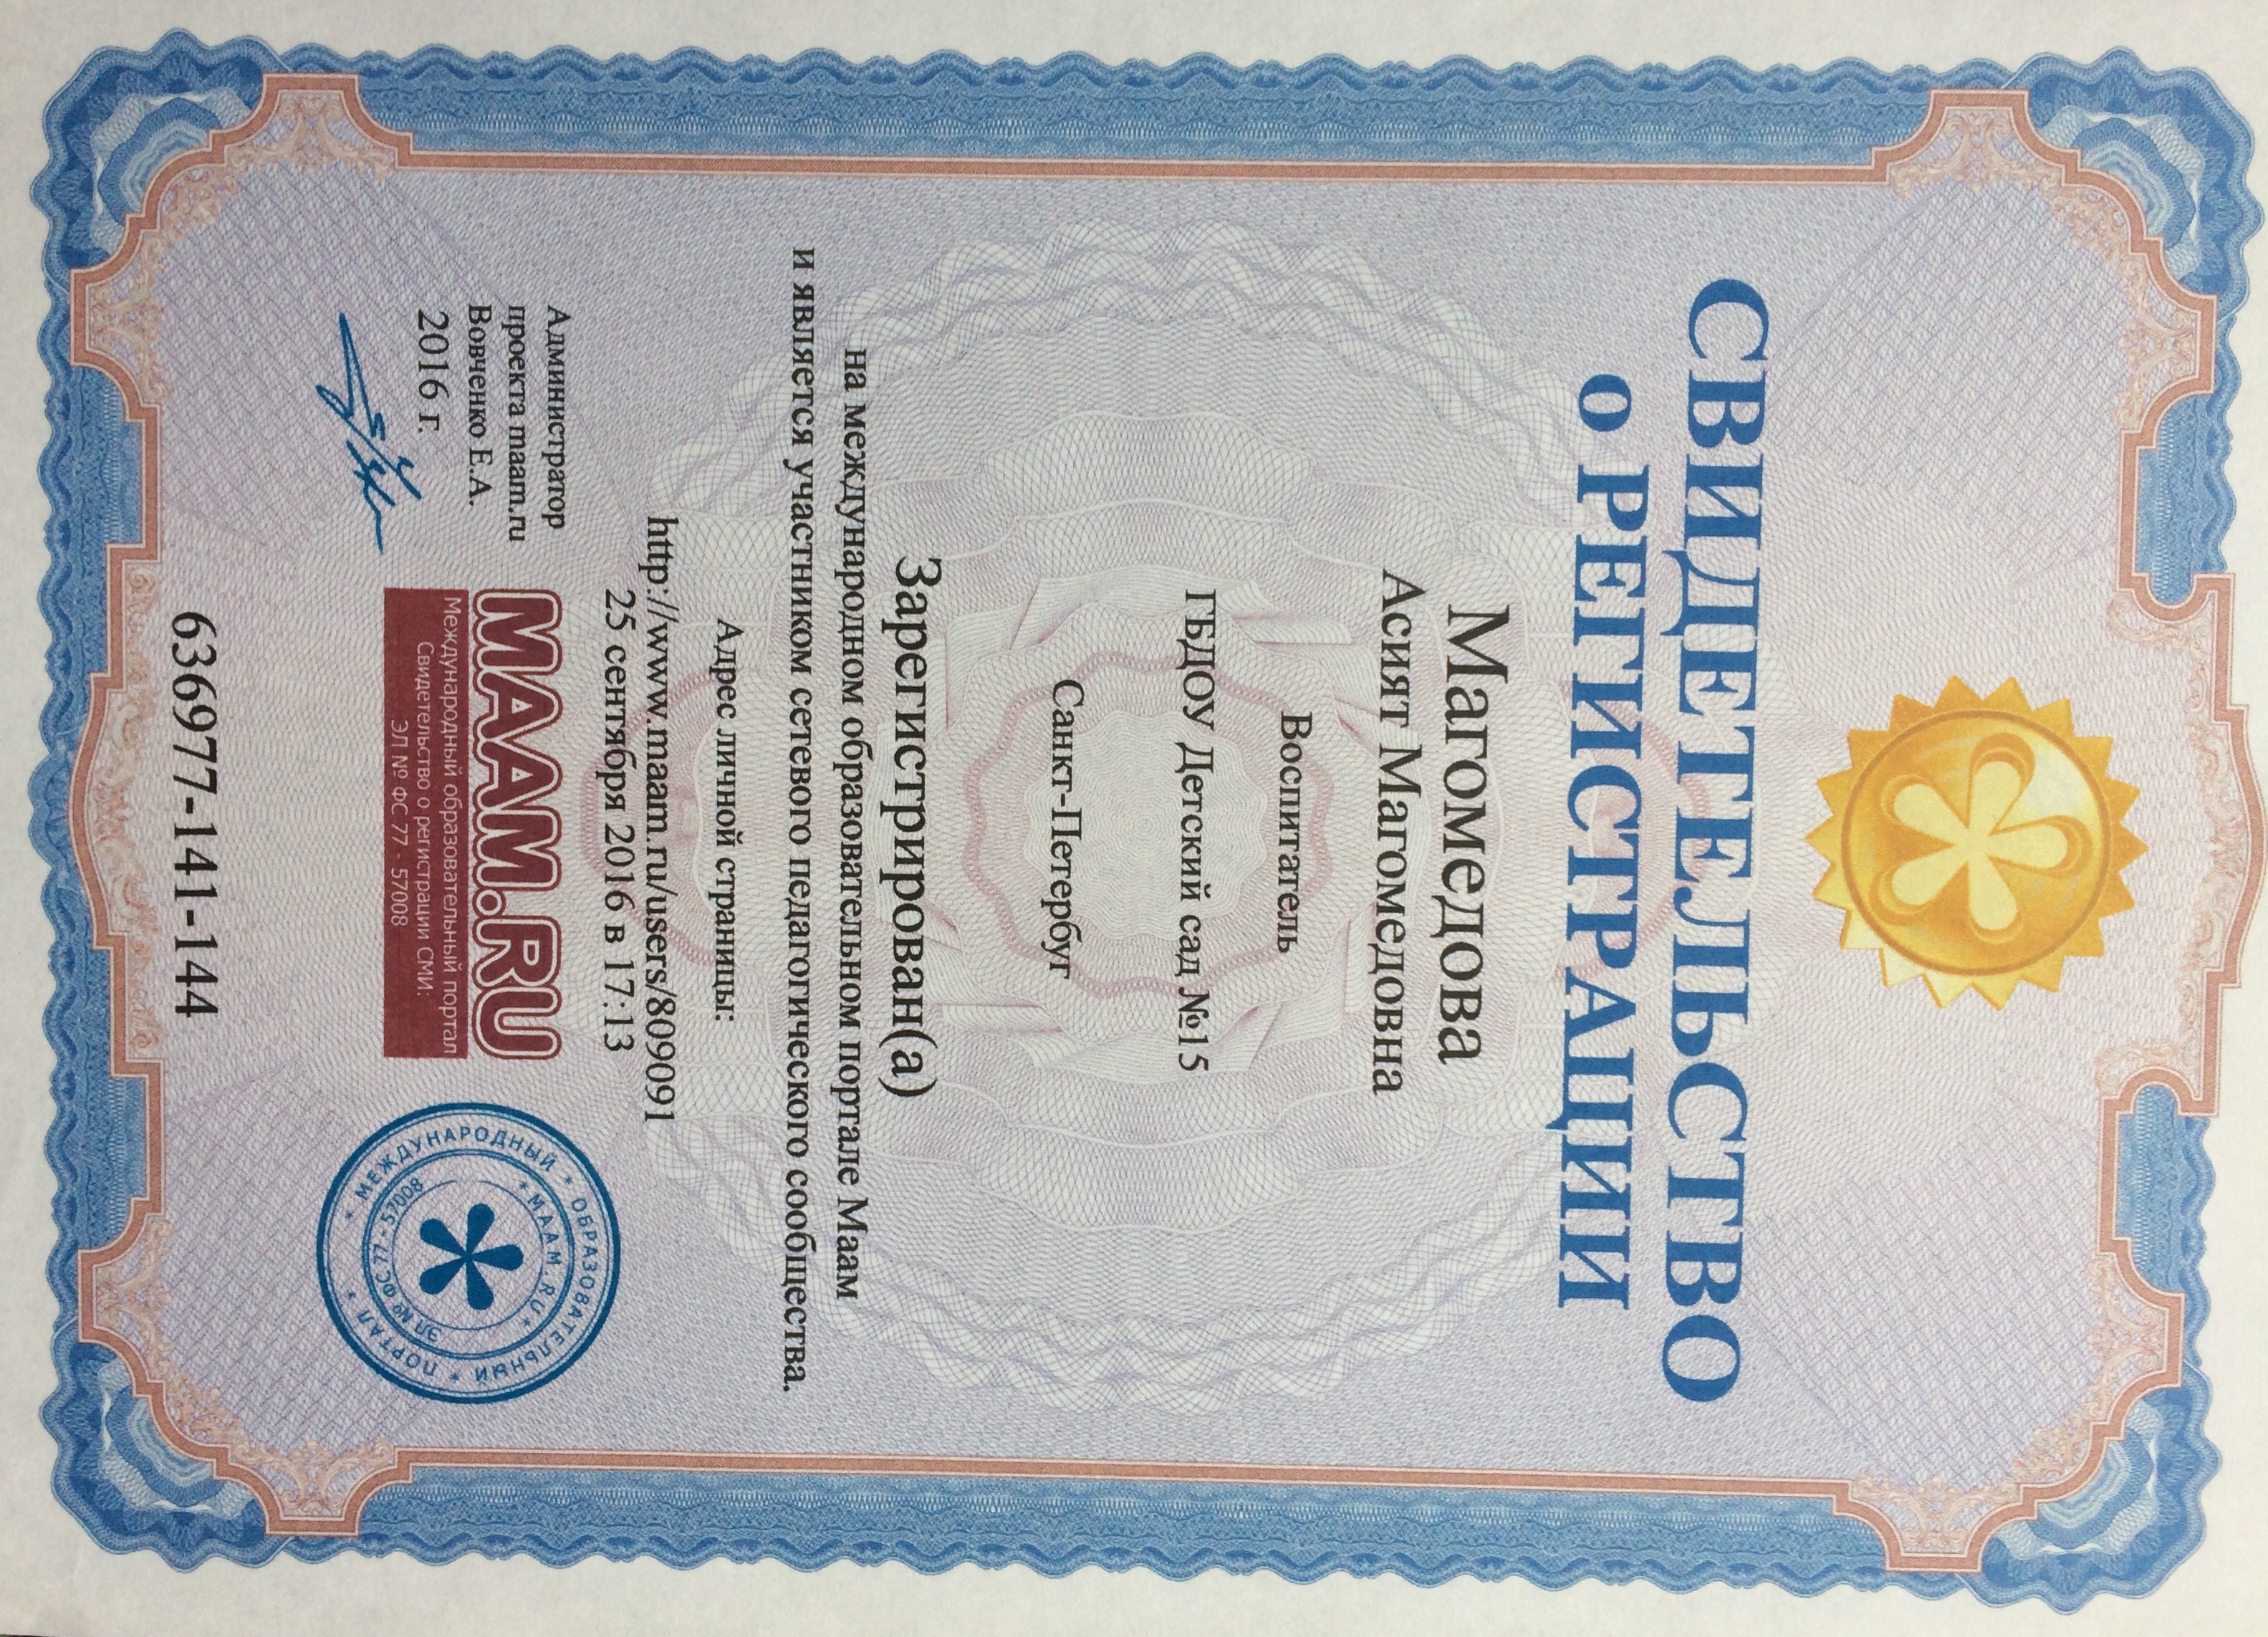 СВИДЕТЕЛЬСТВО
о РЕГИСТРАЦИИ
Магомедова
Асият Магомедовна
Воспитатель
ГБДОУ Детский сад №15
Санкт-Петербуг
Зарегистрирован(а)
на международном образовательном портале Маам
и является участником сетевого педагогического сообщества.
Адрес личной страницы:
http://www.maam.ru/users/809091
25 сентября 2016 в 17:13
Администратор
проекта maam.ru
Вовченко Е.А.
2016 г.
MAAM.RU
Международный образовательный портал
Свидетельство о регистрации СМИ:
ЭЛ № ФС 77 - 57008
* МЕЖДУНАРОДНЫЙ * ОБРАЗОВАТЕЛЬНЫЙ * ПОРТАЛ *
* MAAM.RU * ЭЛ № ФС 77 - 57008
636977-141-144